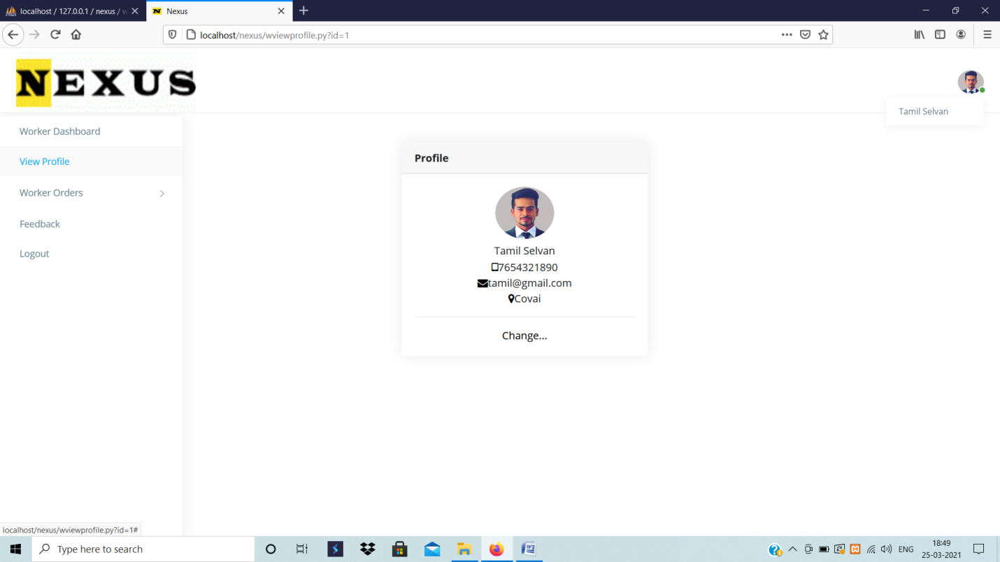 localhost / 127.0.0.1 / nexus / w
Nexus
localhost/nexus/wviewprofile.py?id=1
NEXUS
Tamil Selvan
Worker Dashboard
View Profile
Worker Orders
Feedback
Logout
Profile
Tamil Selvan
7654321890
tamil@gmail.com
Covai
Change...
localhost/nexus/wviewprofile.py?id=1#
Type here to search
ENG
18:49
25-03-2021